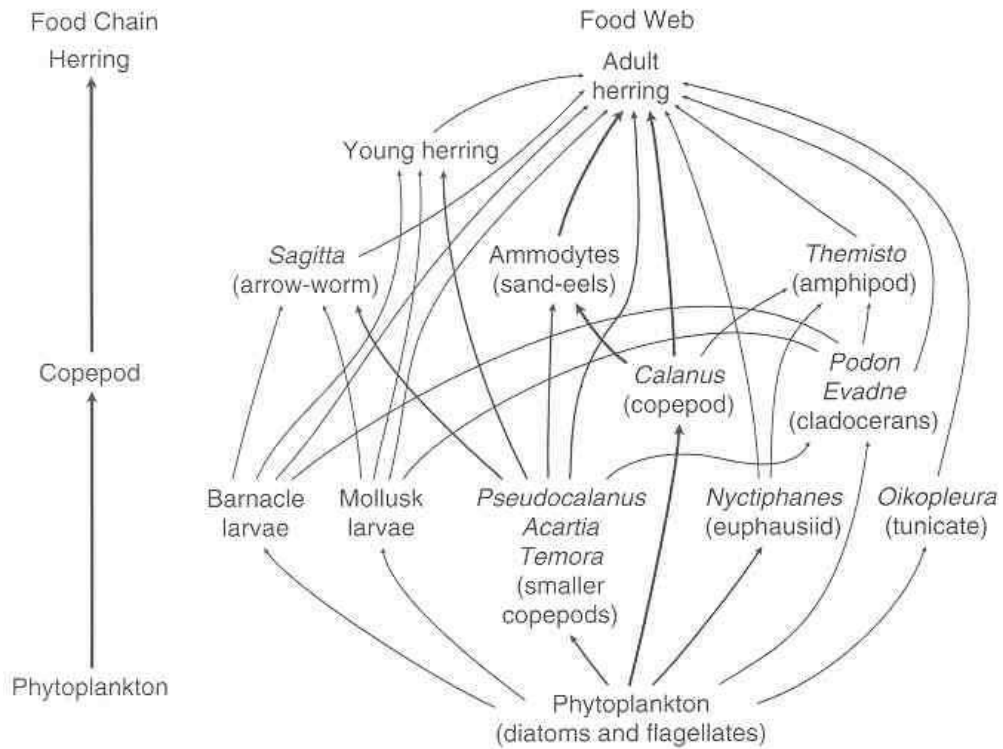 Food Chain
Herring
Copepod
Phytoplankton
Food Web
Adult
herring
Young herring
Sagitta
(arrow-worm)
Ammodytes
(sand-eels)
Themisto
(amphipod)
Calanus
(copepod)
Podon
Evadne
(cladocerans)
Barnacle
larvae
Mollusk
larvae
Pseudocalanus
Acartia
Temora
(smaller
copepods)
Nyctiphanes
(euphausiid)
Oikopleura
(tunicate)
Phytoplankton
(diatoms and flagellates)